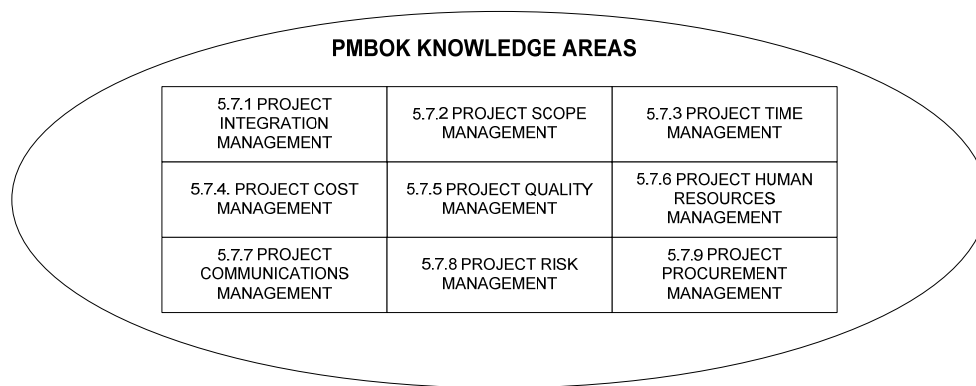 PMBOK KNOWLEDGE AREAS
5.7.1 PROJECT
INTEGRATION
MANAGEMENT
5.7.2 PROJECT SCOPE
MANAGEMENT
5.7.3 PROJECT TIME
MANAGEMENT
5.7.4. PROJECT COST
MANAGEMENT
5.7.5 PROJECT QUALITY
MANAGEMENT
5.7.6 PROJECT HUMAN
RESOURCES
MANAGEMENT
5.7.7 PROJECT
COMMUNICATIONS
MANAGEMENT
5.7.8 PROJECT RISK
MANAGEMENT
5.7.9 PROJECT
PROCUREMENT
MANAGEMENT